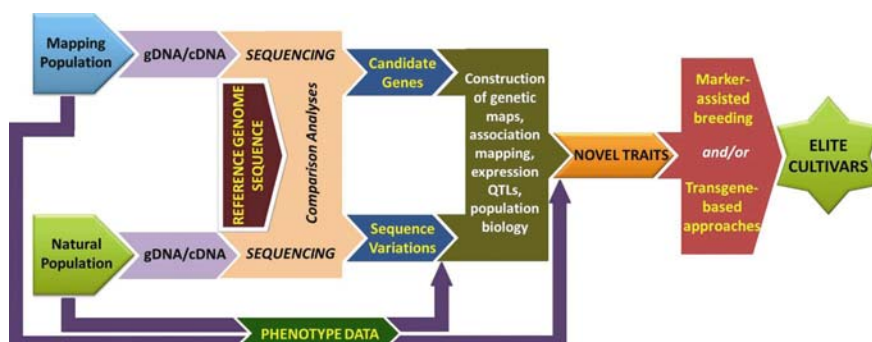 Mapping
Population
gDNA/cDNA
SEQUENCING
Candidate
Genes
REFERENCE GENOME
SEQUENCE
Comparison Analyses
Construction
of genetic
maps,
association
mapping,
expression
QTLs,
population
biology
NOVEL TRAITS
Marker-
assisted
breeding
and/or
Transgene-
based
approaches
ELITE
CULTIVARS
Natural
Population
gDNA/cDNA
SEQUENCING
Sequence
Variations
PHENOTYPE DATA